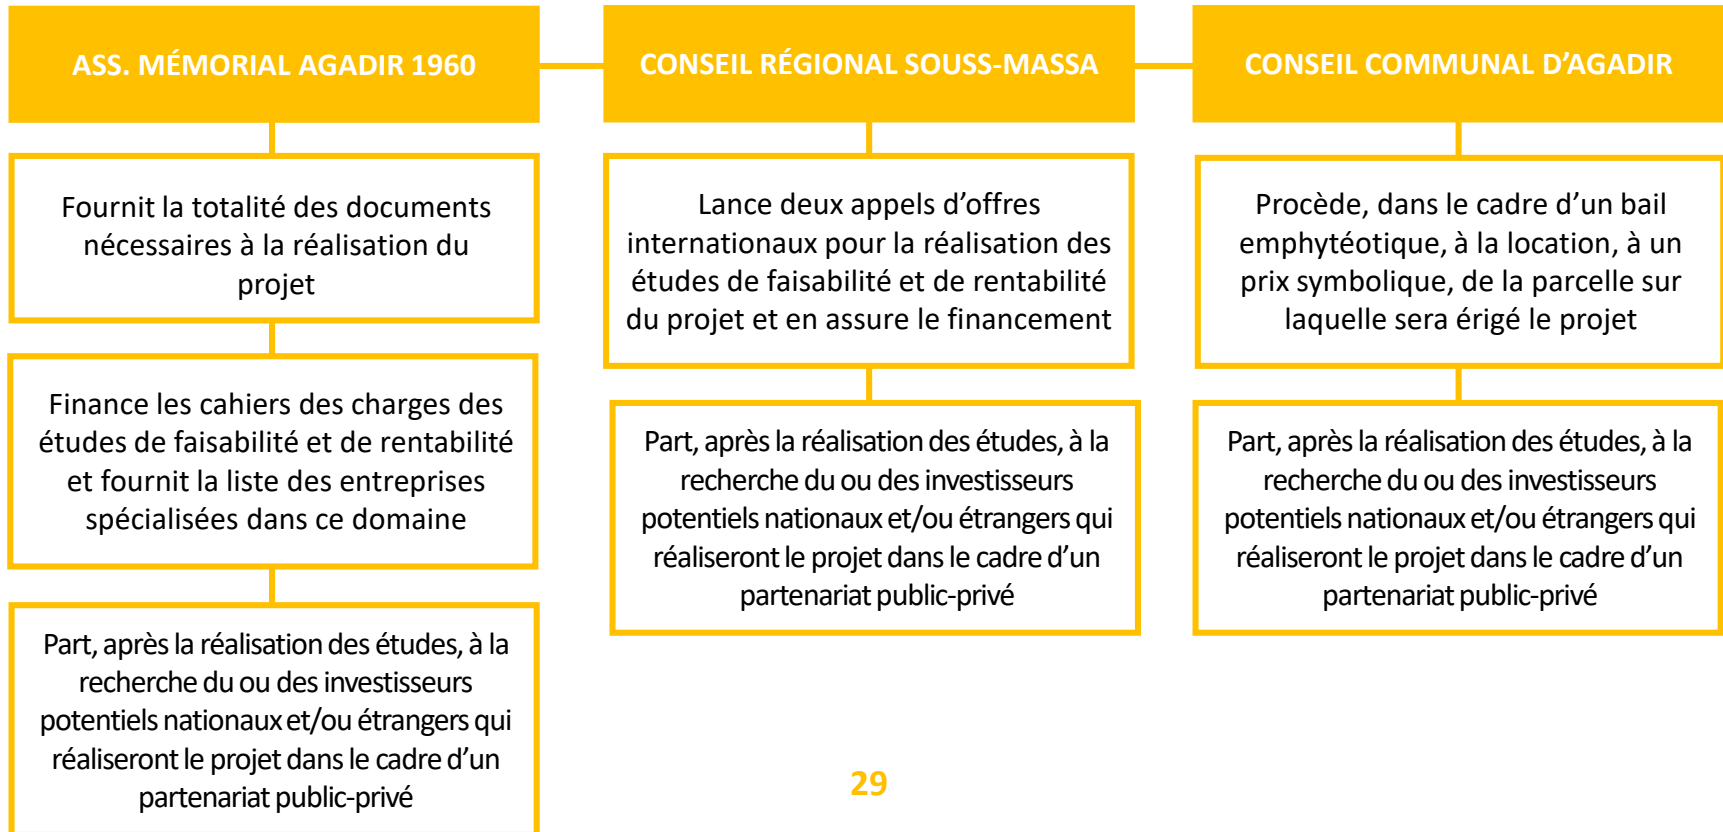 ASS. MÉMORIAL AGADIR 1960
Fournit la totalité des documents
nécessaires à la réalisation du
projet
Finance les cahiers des charges des
études de faisabilité et de rentabilité
et fournit la liste des entreprises
spécialisées dans ce domaine
Part, après la réalisation des études, à la
recherche du ou des investisseurs
potentiels nationaux et/ou étrangers qui
réaliseront le projet dans le cadre d’un
partenariat public-privé
CONSEIL RÉGIONAL SOUSS-MASSA
Lance deux appels d’offres
internationaux pour la réalisation des
études de faisabilité et de rentabilité
du projet et en assure le financement
Part, après la réalisation des études, à la
recherche du ou des investisseurs
potentiels nationaux et/ou étrangers qui
réaliseront le projet dans le cadre d’un
partenariat public-privé
CONSEIL COMMUNAL D’AGADIR
Procède, dans le cadre d’un bail
emphytéotique, à la location, à un
prix symbolique, de la parcelle sur
laquelle sera érigé le projet
Part, après la réalisation des études, à la
recherche du ou des investisseurs
potentiels nationaux et/ou étrangers qui
réaliseront le projet dans le cadre d’un
partenariat public-privé
29